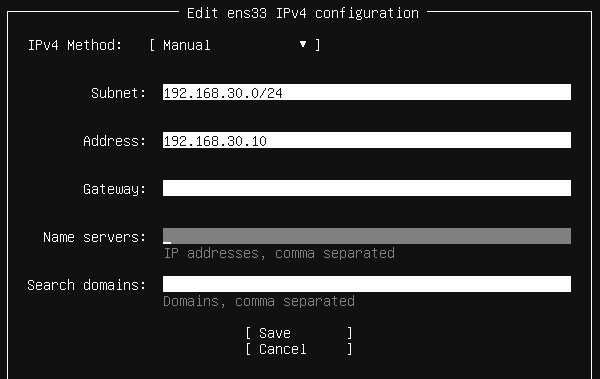 Edit ens33 IPv4 configuration
IPv4 Method: [ Manual ▼ ]
Subnet: 192.168.30.0/24
Address: 192.168.30.10
Gateway:
Name servers:
IP addresses, comma separated
Search domains:
Domains, comma separated
[ Save ]
[ Cancel ]